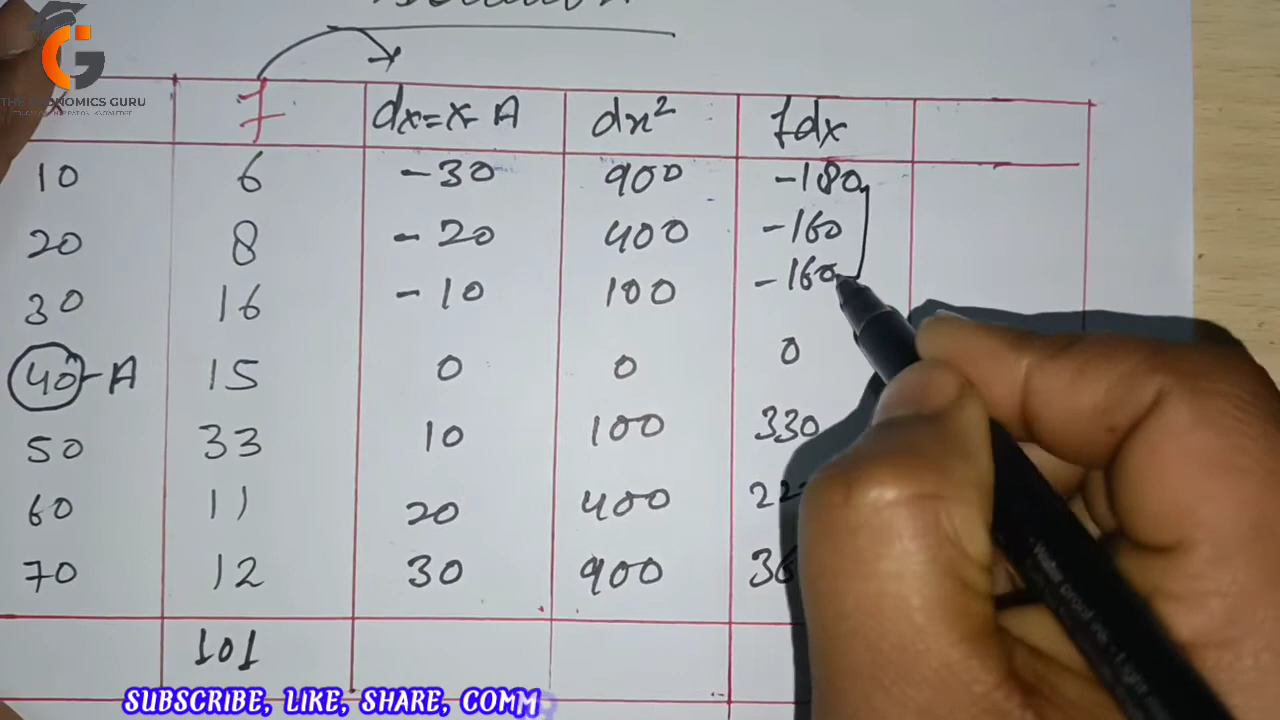 THE ECONOMICS GURU
f dx=x-A dx² fdx
10 6 -30 900 -180
20 8 -20 400 -160
30 16 -10 100 -160
40-A 15 0 0 0
50 33 10 100 330
60 11 20 400
70 12 30 900
101
SUBSCRIBE, LIKE, SHARE, COMM